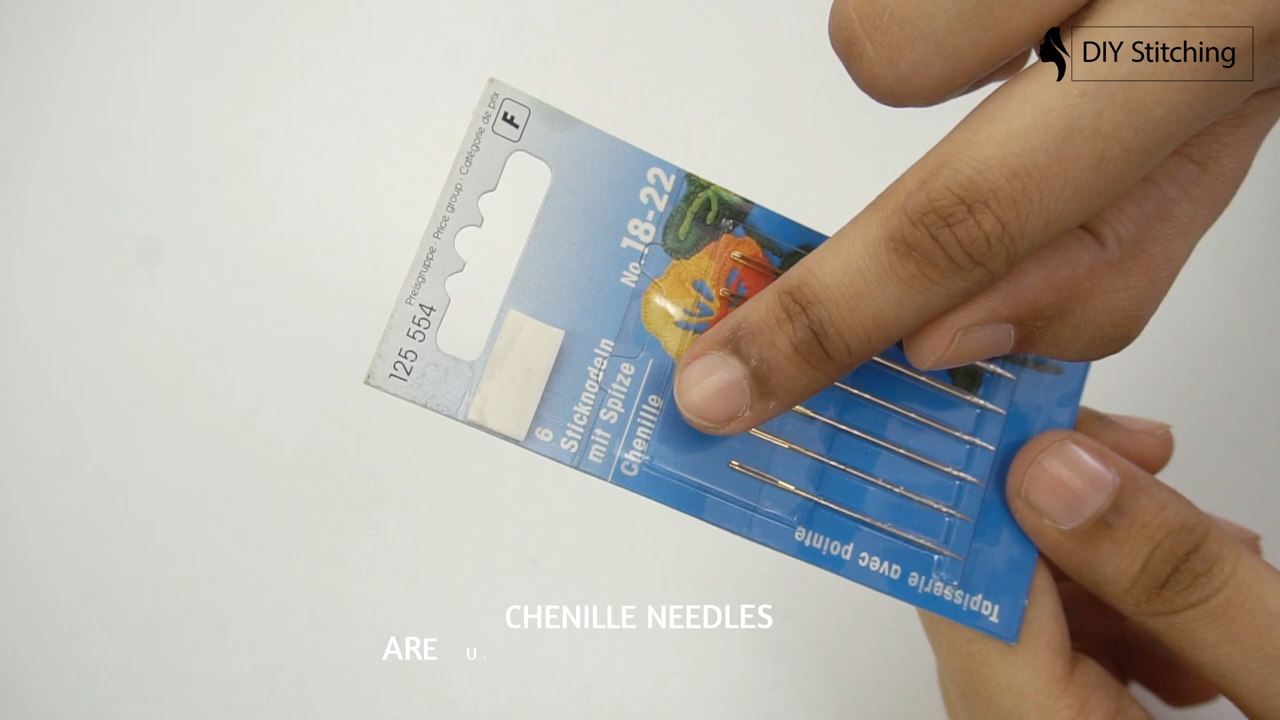 DIY Stitching
Preisgruppe · Price group · Catégorie de prix
F
125 554
No. 18-22
6 Sticknadeln
mit Spitze
Chenille
Tapisserie avec pointe
CHENILLE NEEDLES
ARE U